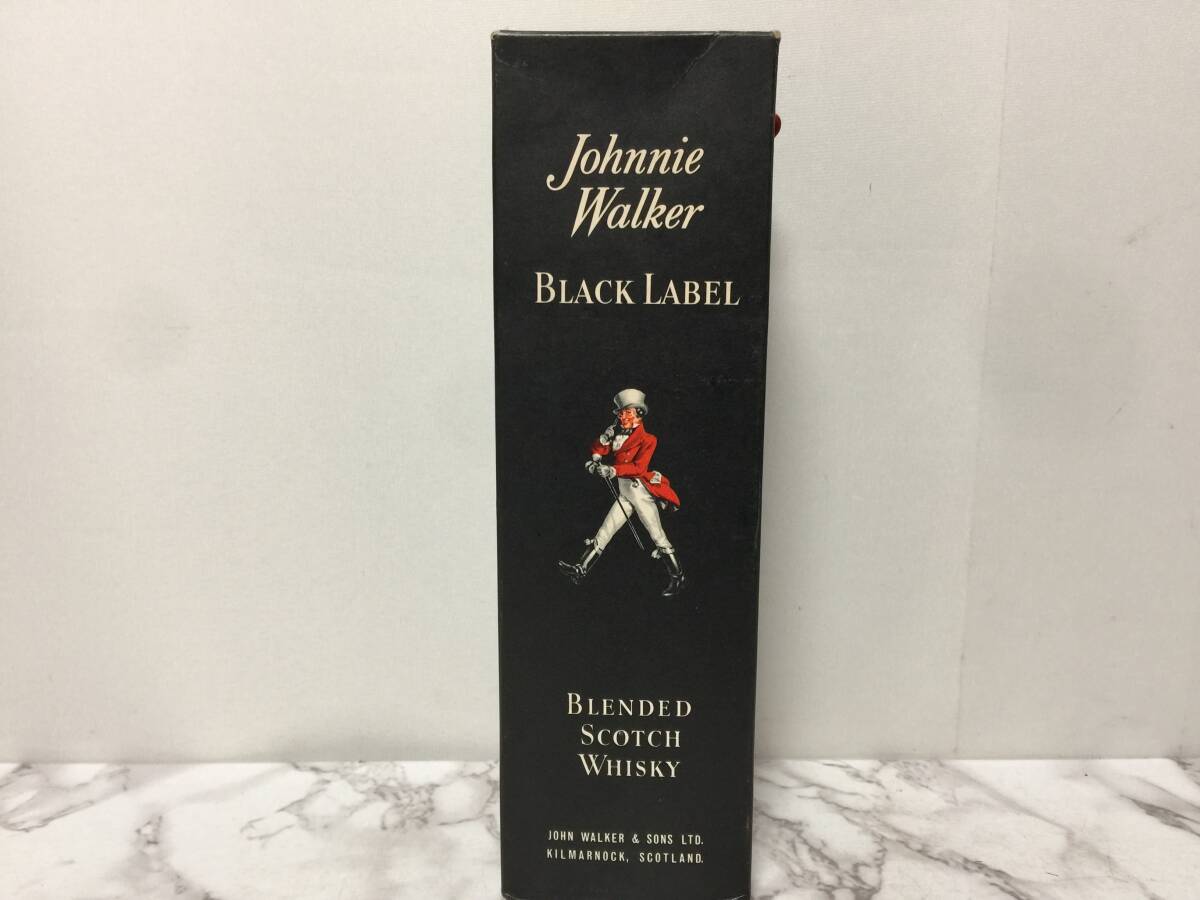 Johnnie
Walker
BLACK LABEL
BLENDED
SCOTCH
WHISKY
JOHN WALKER & SONS LTD.
KILMARNOCK, SCOTLAND.